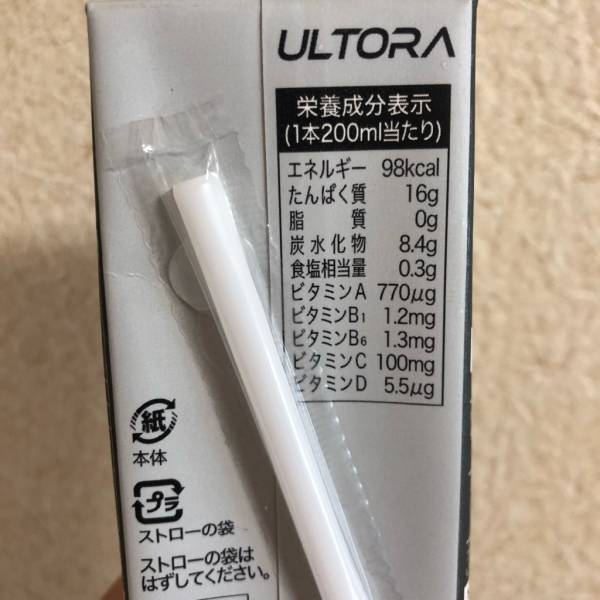 ULTORA
栄養成分表示
(1本200ml当たり)
エネルギー 98kcal
たんぱく質 16g
脂質 0g
炭水化物 8.4g
食塩相当量 0.3g
ビタミンA 770μg
ビタミンB₁ 1.2mg
ビタミンB₆ 1.3mg
ビタミンC 100mg
ビタミンD 5.5μg
紙
本体
プラ
ストローの袋
ストローの袋は
はずしてください。